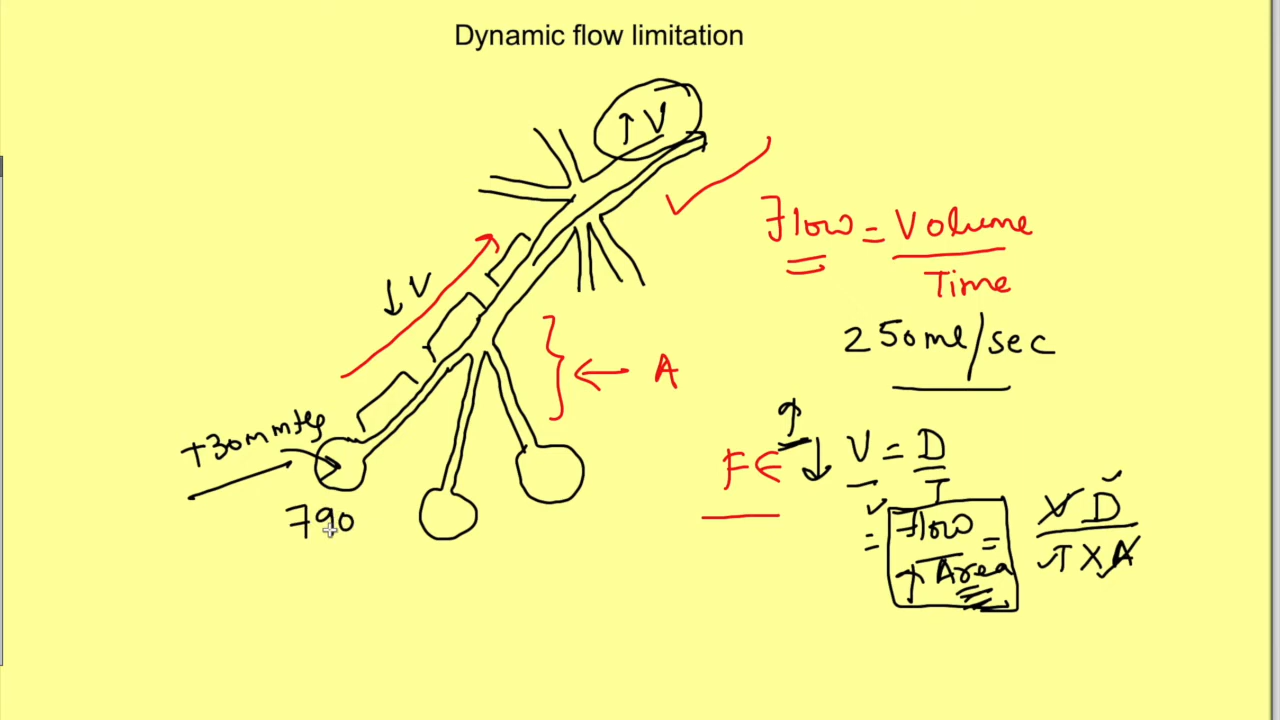 Dynamic flow limitation
↑ V
Flow = Volume
Time
↓ V
250ml/sec
← A
+30mmHg
V = D
T
F ∈ ↑ ↓
790
= Flow =
↑ Area
V D
T X A